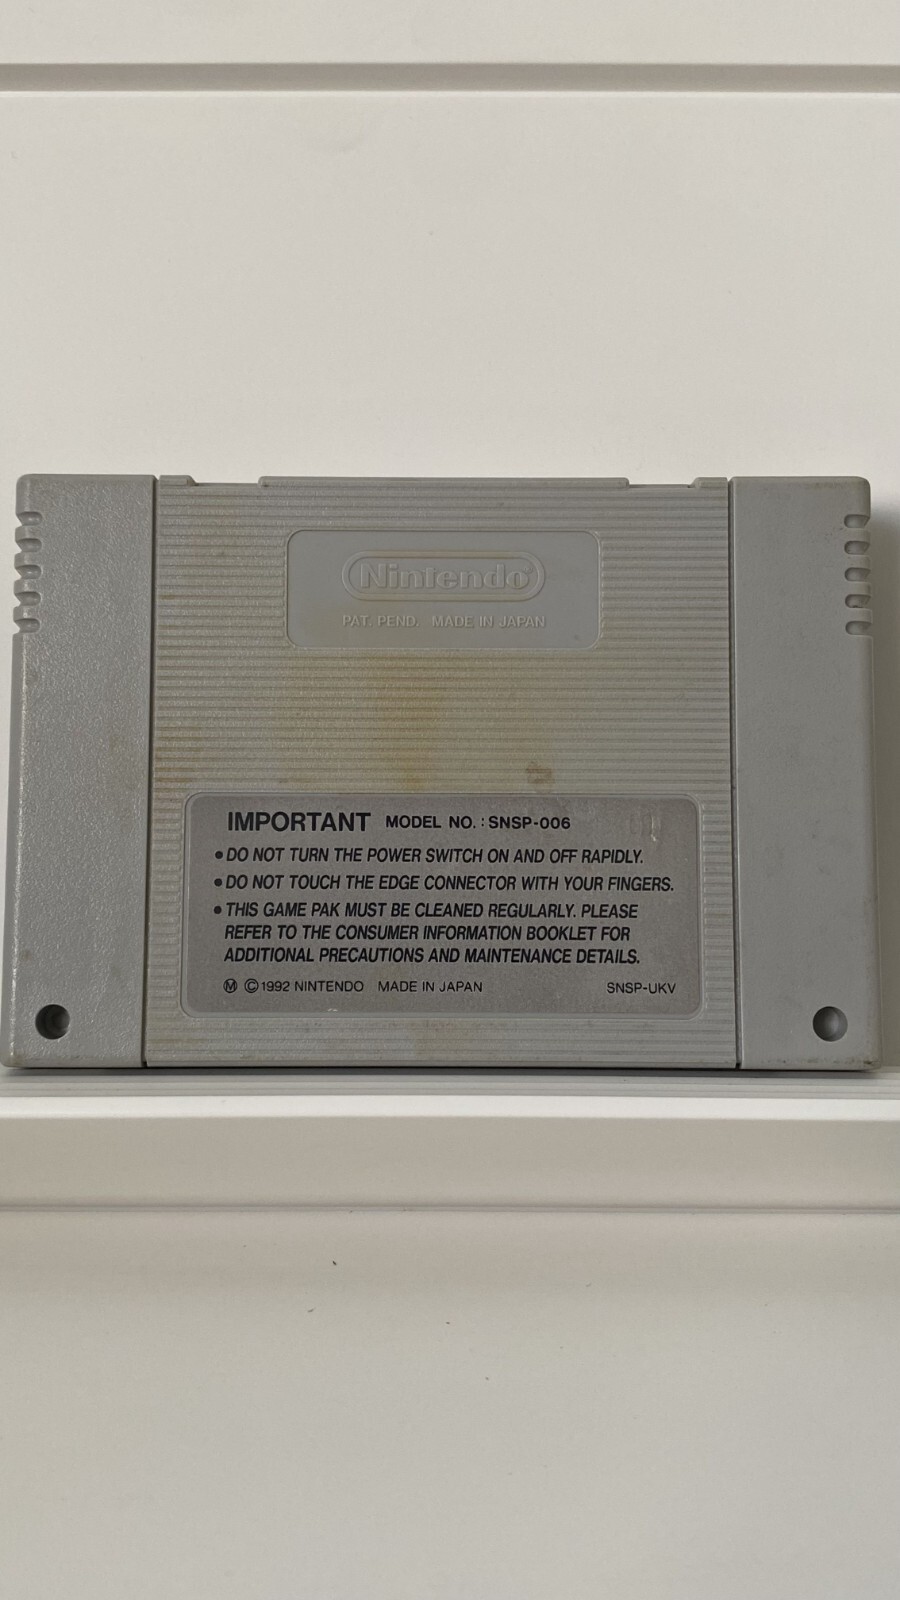 Nintendo®
PAT. PEND. MADE IN JAPAN
IMPORTANT MODEL NO.: SNSP-006
• DO NOT TURN THE POWER SWITCH ON AND OFF RAPIDLY.
• DO NOT TOUCH THE EDGE CONNECTOR WITH YOUR FINGERS.
• THIS GAME PAK MUST BE CLEANED REGULARLY. PLEASE
REFER TO THE CONSUMER INFORMATION BOOKLET FOR
ADDITIONAL PRECAUTIONS AND MAINTENANCE DETAILS.
Ⓜ ©1992 NINTENDO MADE IN JAPAN SNSP-UKV